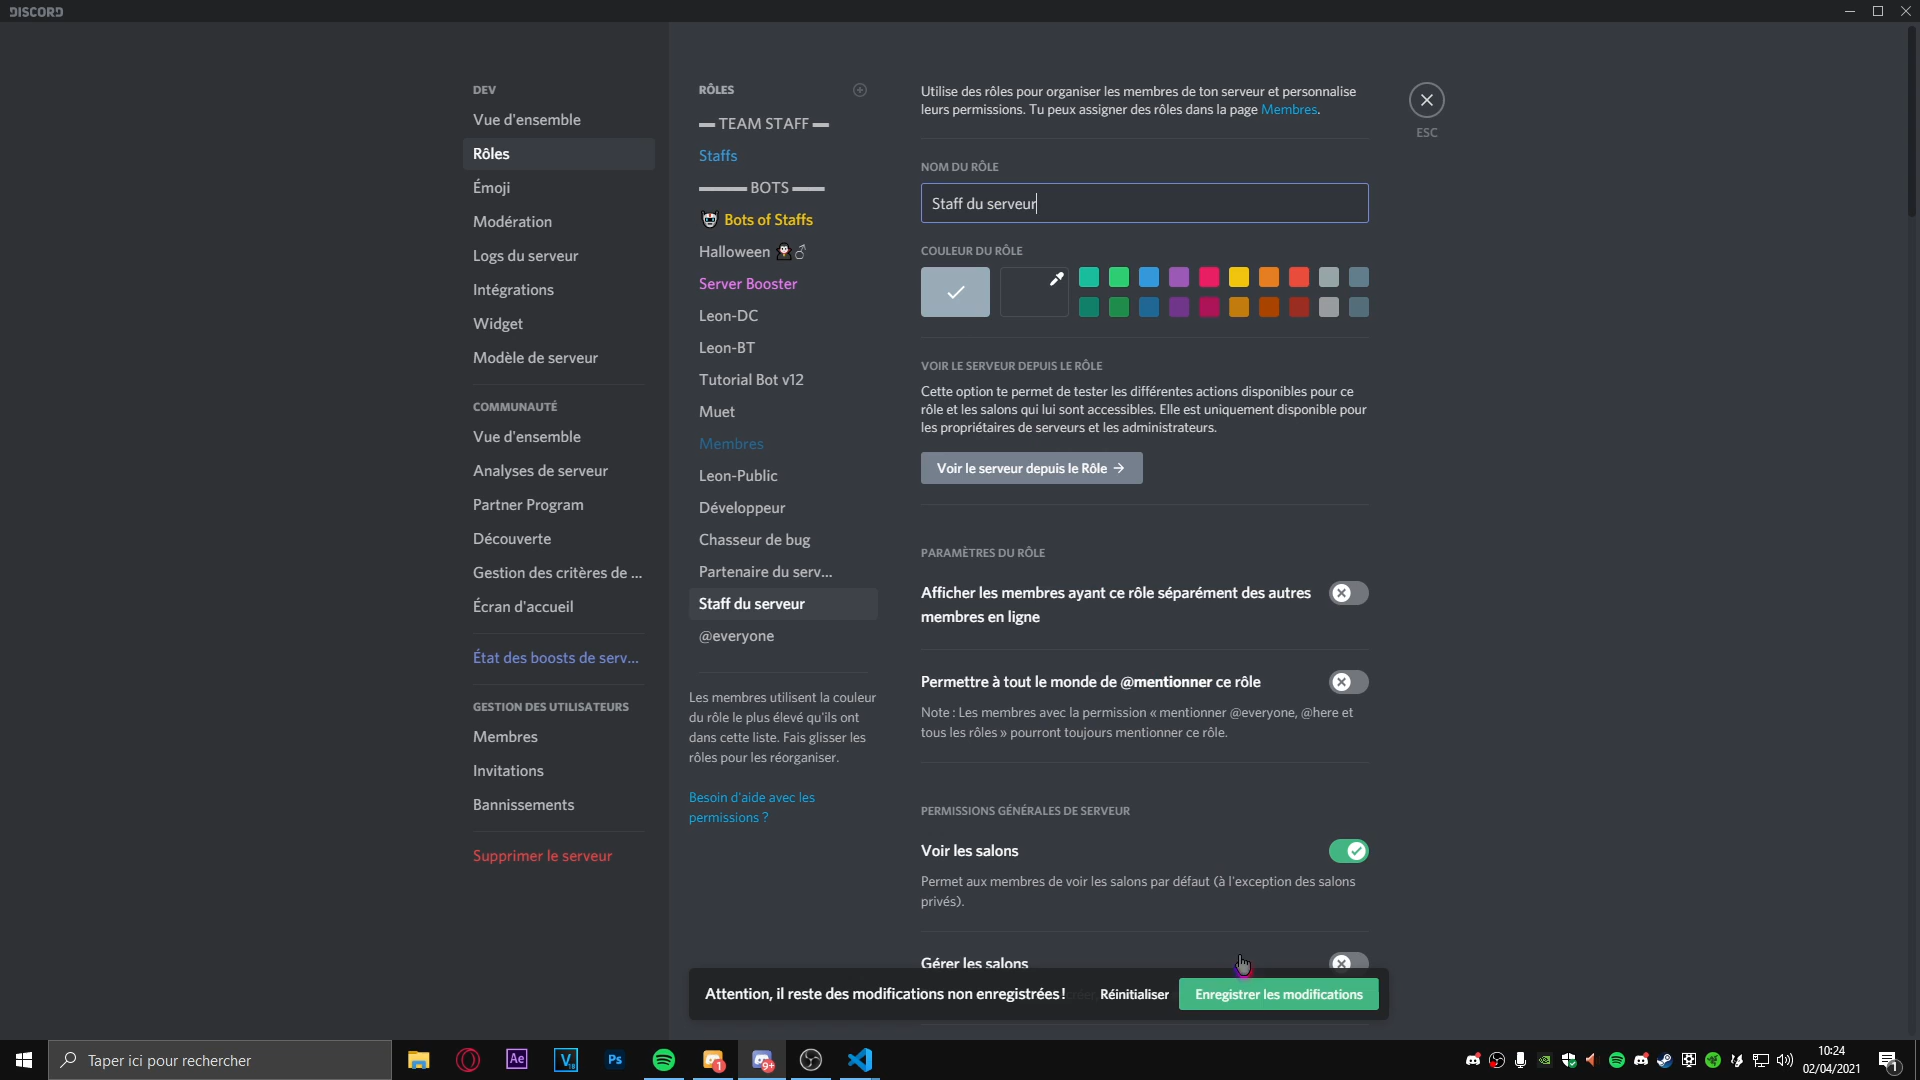 DISCORD
DEV
Vue d'ensemble
Rôles
Émoji
Modération
Logs du serveur
Intégrations
Widget
Modèle de serveur
COMMUNAUTÉ
Vue d'ensemble
Analyses de serveur
Partner Program
Découverte
Gestion des critères de ...
Écran d'accueil
État des boosts de serv...
GESTION DES UTILISATEURS
Membres
Invitations
Bannissements
Supprimer le serveur
RÔLES
▬ TEAM STAFF ▬
Staffs
▬▬▬ BOTS ▬▬
Bots of Staffs
Halloween 🧛♂
Server Booster
Leon-DC
Leon-BT
Tutorial Bot v12
Muet
Membres
Leon-Public
Développeur
Chasseur de bug
Partenaire du serv...
Staff du serveur
@everyone
Les membres utilisent la couleur
du rôle le plus élevé qu'ils ont
dans cette liste. Fais glisser les
rôles pour les réorganiser.
Besoin d'aide avec les
permissions ?
Utilise des rôles pour organiser les membres de ton serveur et personnalise
leurs permissions. Tu peux assigner des rôles dans la page Membres.
ESC
NOM DU RÔLE
Staff du serveur
COULEUR DU RÔLE
VOIR LE SERVEUR DEPUIS LE RÔLE
Cette option te permet de tester les différentes actions disponibles pour ce
rôle et les salons qui lui sont accessibles. Elle est uniquement disponible pour
les propriétaires de serveurs et les administrateurs.
Voir le serveur depuis le Rôle →
PARAMÈTRES DU RÔLE
Afficher les membres ayant ce rôle séparément des autres
membres en ligne
Permettre à tout le monde de @mentionner ce rôle
Note : Les membres avec la permission « mentionner @everyone, @here et
tous les rôles » pourront toujours mentionner ce rôle.
PERMISSIONS GÉNÉRALES DE SERVEUR
Voir les salons
Permet aux membres de voir les salons par défaut (à l'exception des salons
privés).
Gérer les salons
Attention, il reste des modifications non enregistrées !
Réinitialiser
Enregistrer les modifications
Taper ici pour rechercher
Ae
V
Ps
1
9+
10:24
02/04/2021
1